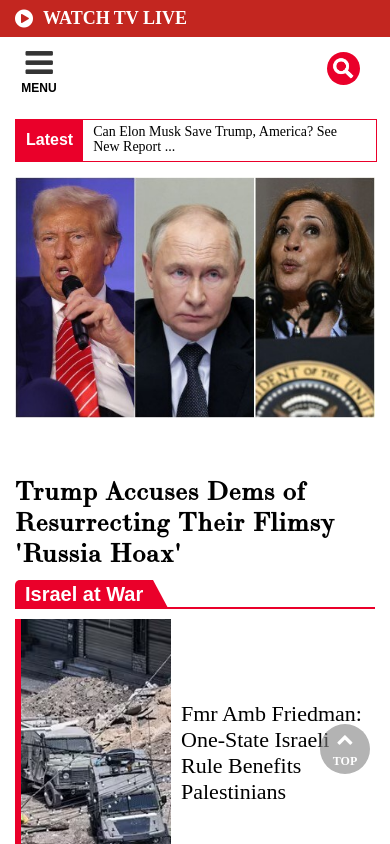 WATCH TV LIVE
MENU
Latest
Can Elon Musk Save Trump, America? See
New Report ...
DENT OF THE
Trump Accuses Dems of
Resurrecting Their Flimsy
'Russia Hoax'
Israel at War
Fmr Amb Friedman:
One-State Israeli
Rule Benefits
Palestinians
TOP